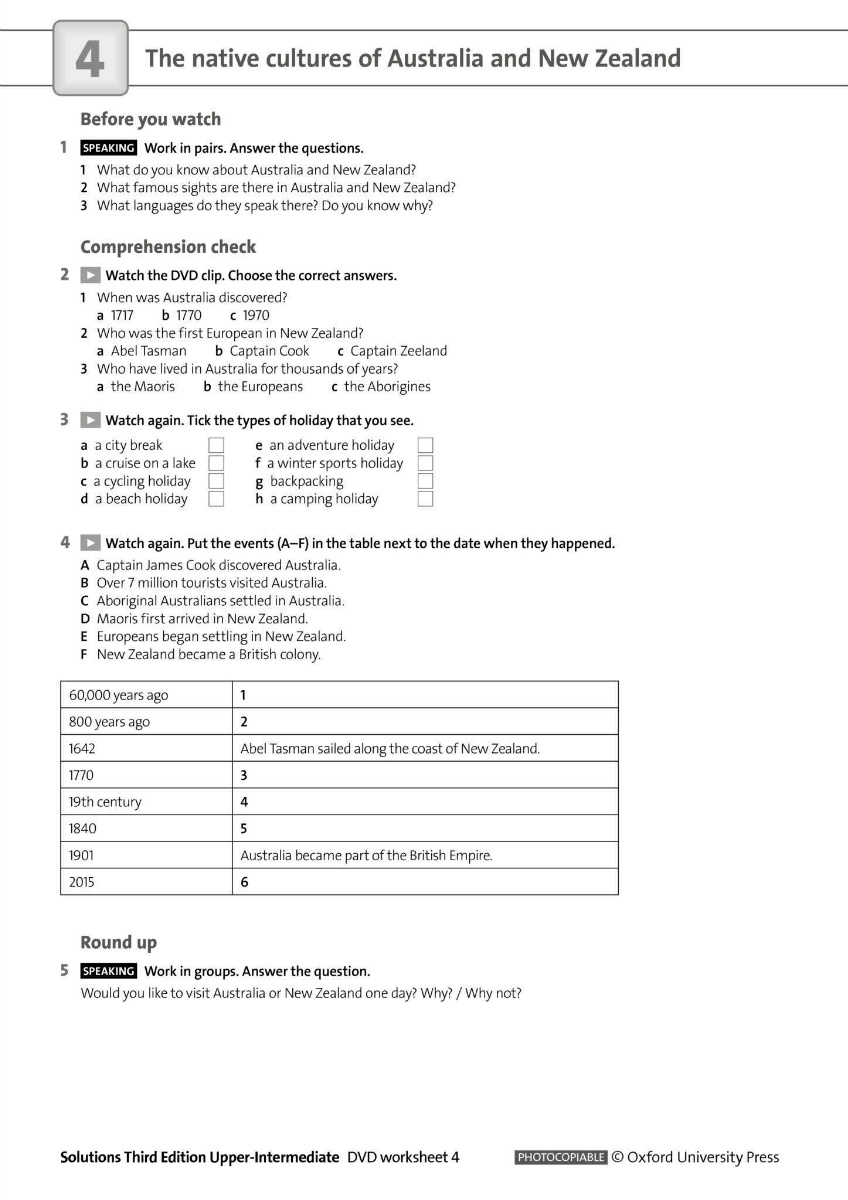 4
The native cultures of Australia and New Zealand
Before you watch
1 SPEAKING Work in pairs. Answer the questions.
1 What do you know about Australia and New Zealand?
2 What famous sights are there in Australia and New Zealand?
3 What languages do they speak there? Do you know why?
Comprehension check
2 Watch the DVD clip. Choose the correct answers.
1 When was Australia discovered?
a 1717 b 1770 c 1970
2 Who was the first European in New Zealand?
a Abel Tasman b Captain Cook c Captain Zeeland
3 Who have lived in Australia for thousands of years?
a the Maoris b the Europeans c the Aborigines
3 Watch again. Tick the types of holiday that you see.
a a city break e an adventure holiday
b a cruise on a lake f a winter sports holiday
c a cycling holiday g backpacking
d a beach holiday h a camping holiday
4 Watch again. Put the events (A–F) in the table next to the date when they happened.
A Captain James Cook discovered Australia.
B Over 7 million tourists visited Australia.
C Aboriginal Australians settled in Australia.
D Maoris first arrived in New Zealand.
E Europeans began settling in New Zealand.
F New Zealand became a British colony.
60,000 years ago 1
800 years ago 2
1642 Abel Tasman sailed along the coast of New Zealand.
1770 3
19th century 4
1840 5
1901 Australia became part of the British Empire.
2015 6
Round up
5 SPEAKING Work in groups. Answer the question.
Would you like to visit Australia or New Zealand one day? Why? / Why not?
Solutions Third Edition Upper-Intermediate DVD worksheet 4 PHOTOCOPIABLE © Oxford University Press